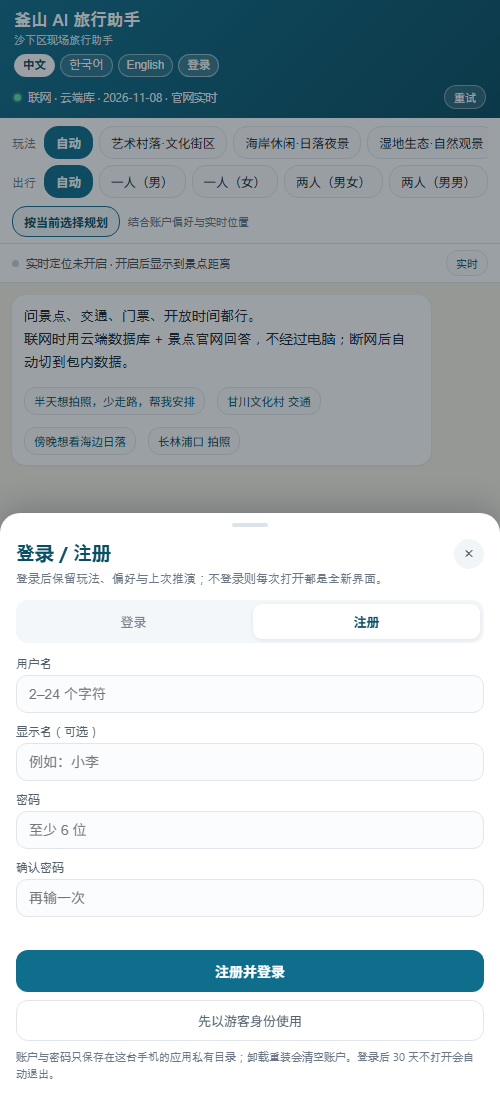 釜山 AI 旅行助手
沙下区现场旅行助手
中文 한국어 English 登录
联网 · 云端库 · 2026-11-08 · 官网实时 重试
玩法 自动 艺术村落·文化街区 海岸休闲·日落夜景 湿地生态·自然观景
出行 自动 一人（男） 一人（女） 两人（男女） 两人（男男）
按当前选择规划 结合账户偏好与实时位置
实时定位未开启 · 开启后显示到景点距离 实时
问景点、交通、门票、开放时间都行。
联网时用云端数据库 + 景点官网回答，不经过电脑；断网后自
动切到包内数据。
半天想拍照，少走路，帮我安排 甘川文化村 交通
傍晚想看海边日落 长林浦口 拍照
登录 / 注册 ×
登录后保留玩法、偏好与上次推演；不登录则每次打开都是全新界面。
登录 注册
用户名
2–24 个字符
显示名（可选）
例如：小李
密码
至少 6 位
确认密码
再输一次
注册并登录
先以游客身份使用
账户与密码只保存在这台手机的应用私有目录；卸载重装会清空账户。登录后 30 天不打开会自
动退出。